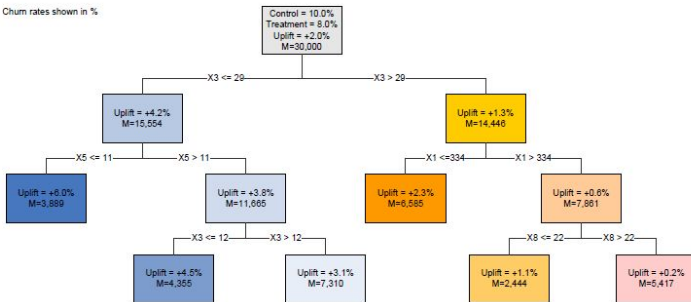 Churn rates shown in %
Control = 10.0%
Treatment = 8.0%
Uplift = +2.0%
M=30,000
X3 <= 29
X3 > 29
Uplift = +4.2%
M=15,554
Uplift = +1.3%
M=14,446
X5 <= 11
X5 > 11
X1 <=334
X1 > 334
Uplift = +6.0%
M=3,889
Uplift = +3.8%
M=11,665
Uplift = +2.3%
M=6,585
Uplift = +0.6%
M=7,861
X3 <= 12
X3 > 12
X8 <= 22
X8 > 22
Uplift = +4.5%
M=4,355
Uplift = +3.1%
M=7,310
Uplift = +1.1%
M=2,444
Uplift = +0.2%
M=5,417